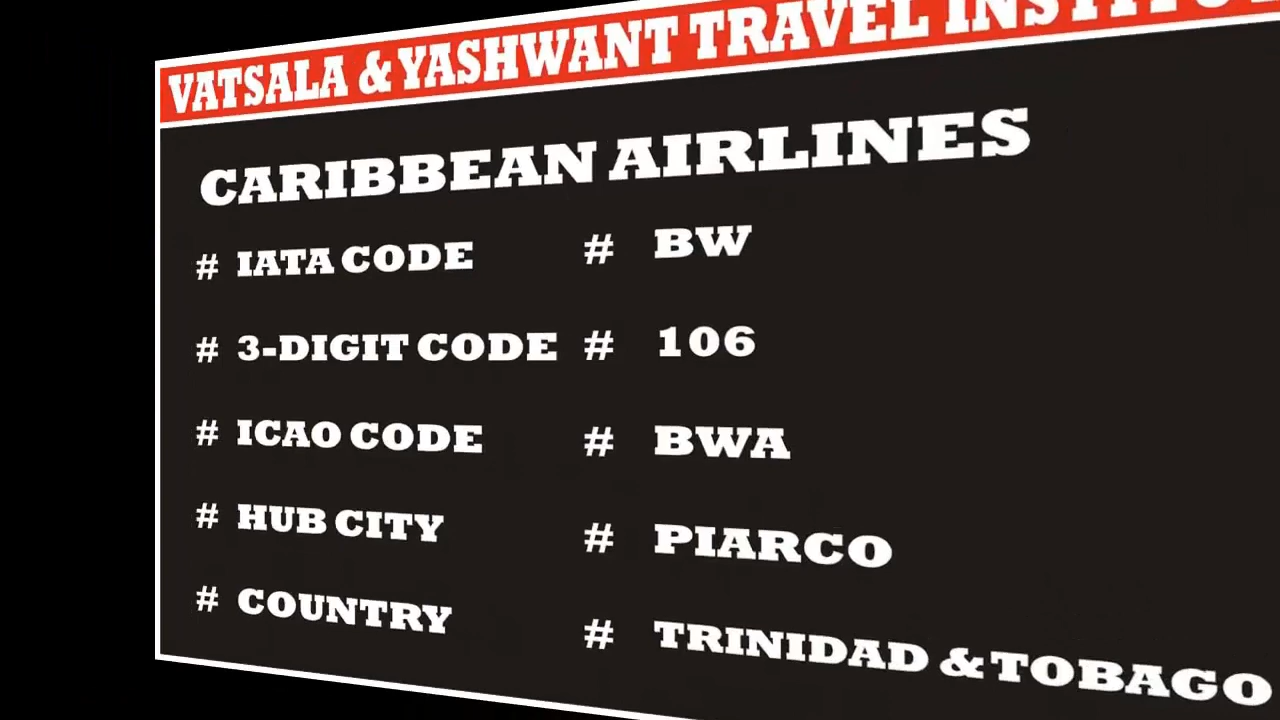 VATSALA & YASHWANT TRAVEL
CARIBBEAN AIRLINES
# IATA CODE # BW
# 3-DIGIT CODE # 106
# ICAO CODE # BWA
# HUB CITY # PIARCO
# COUNTRY # TRINIDAD & TOBAGO